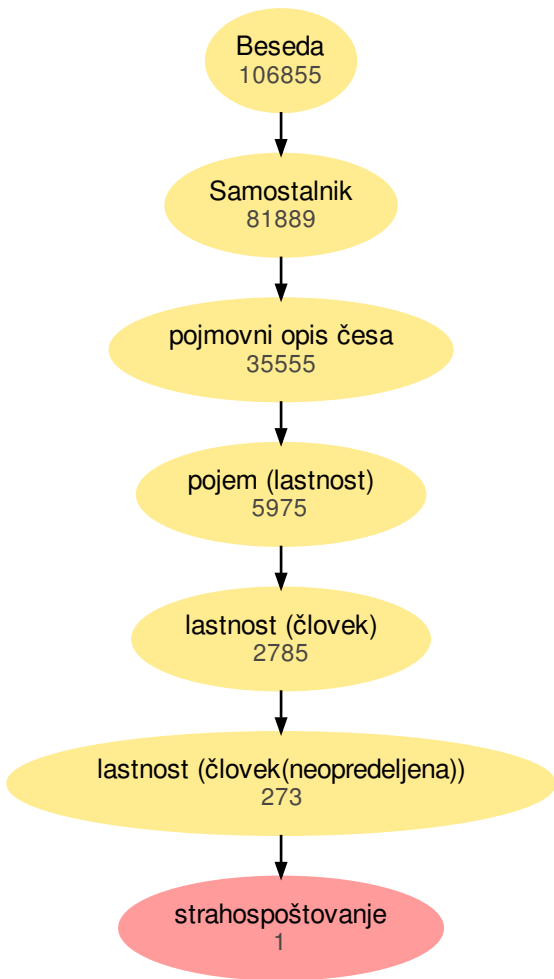 Beseda
106855
Samostalnik
81889
pojmovni opis česa
35555
pojem (lastnost)
5975
lastnost (človek)
2785
lastnost (človek(neopredeljena))
273
strahospoštovanje
1